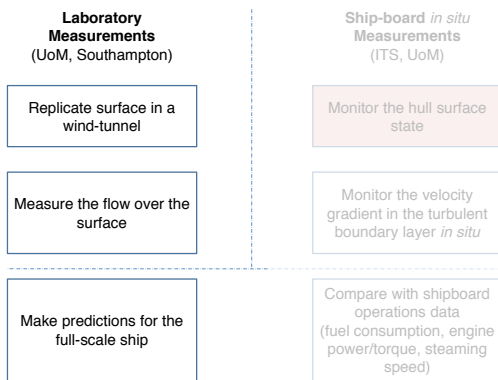 Laboratory
Measurements
(UoM, Southampton)
Replicate surface in a
wind-tunnel
Measure the flow over the
surface
Make predictions for the
full-scale ship
Ship-board in situ
Measurements
(ITS, UoM)
Monitor the hull surface
state
Monitor the velocity
gradient in the turbulent
boundary layer in situ
Compare with shipboard
operations data
(fuel consumption, engine
power/torque, steaming
speed)